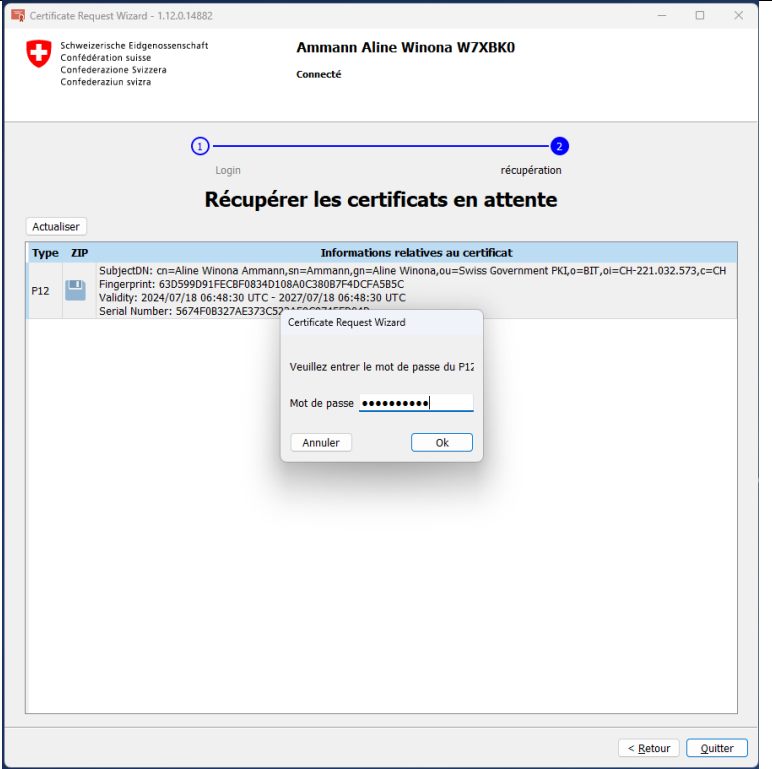 Certificate Request Wizard - 1.12.0.14882
Schweizerische Eidgenossenschaft
Confédération suisse
Confederazione Svizzera
Confederaziun svizra
Ammann Aline Winona W7XBK0
Connecté
1
2
Login
récupération
Récupérer les certificats en attente
Actualiser
Type ZIP Informations relatives au certificat
P12
SubjectDN: cn=Aline Winona Ammann,sn=Ammann,gn=Aline Winona,ou=Swiss Government PKI,o=BIT,oi=CH-221.032.573,c=CH
Fingerprint: 63D599D91FECBF0834D108A0C380B7F4DCFA5B5C
Validity: 2024/07/18 06:48:30 UTC - 2027/07/18 06:48:30 UTC
Serial Number:
Certificate Request Wizard
Veuillez entrer le mot de passe du P12
Mot de passe ●●●●●●●●●●
Annuler
Ok
< Retour
Quitter